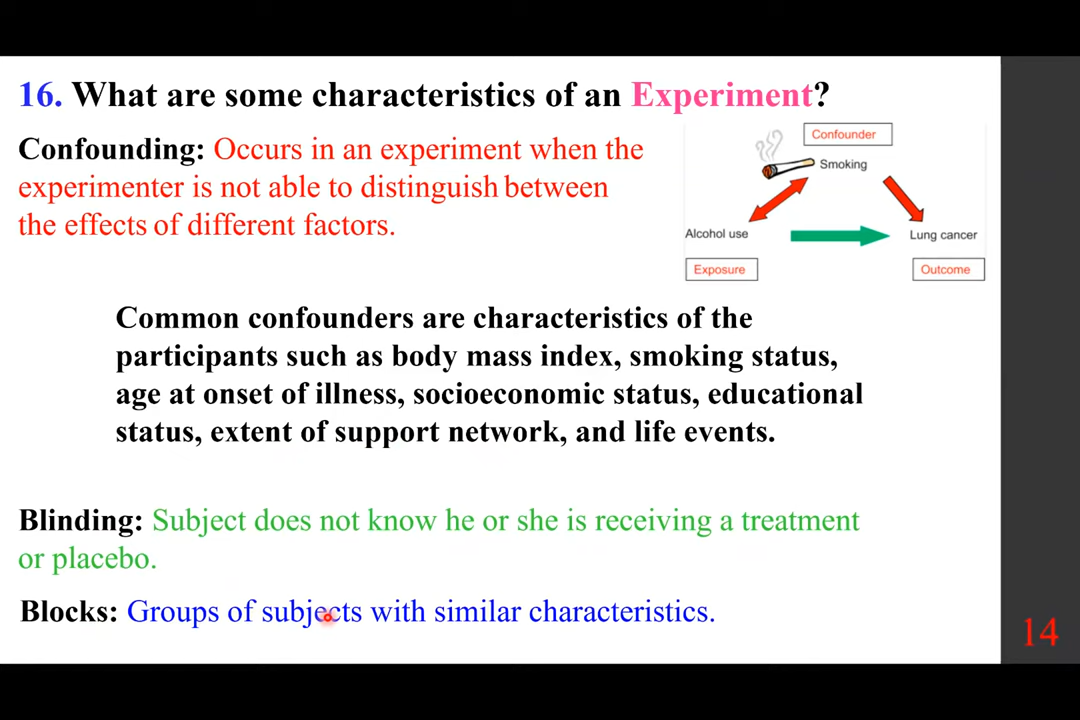 16. What are some characteristics of an Experiment?
Confounding: Occurs in an experiment when the
experimenter is not able to distinguish between
the effects of different factors.
Confounder
Smoking
Alcohol use
Lung cancer
Exposure
Outcome
Common confounders are characteristics of the
participants such as body mass index, smoking status,
age at onset of illness, socioeconomic status, educational
status, extent of support network, and life events.
Blinding: Subject does not know he or she is receiving a treatment
or placebo.
Blocks: Groups of subjects with similar characteristics.
14